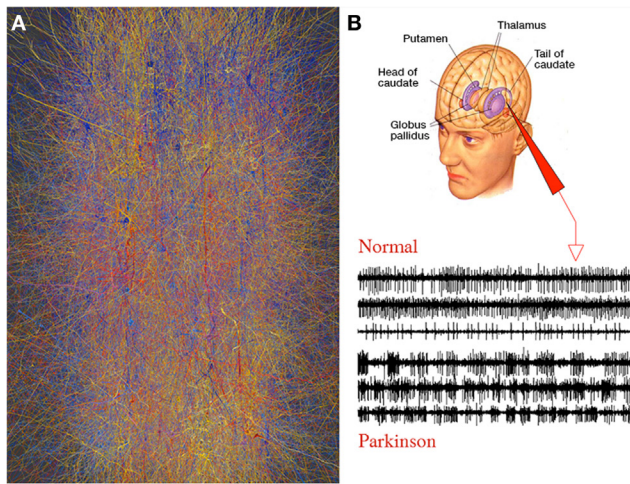 A
B
Thalamus
Putamen
Tail of
caudate
Head of
caudate
Globus
pallidus
Normal
Parkinson